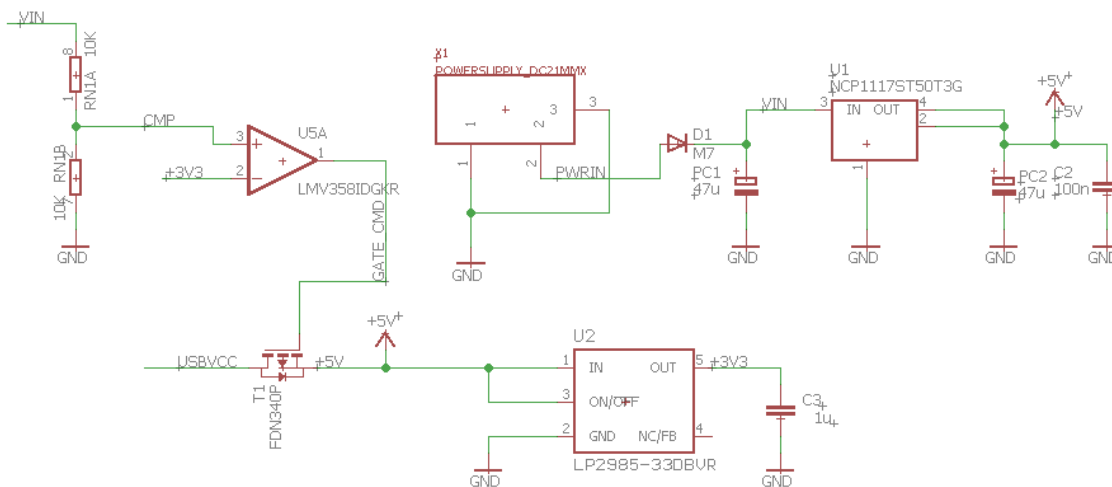 VIN
8
10K
RN1A
1
CMP
RN1B
2
10K
7
GND
3
+3V3
2
U5A
1
LMV358IDGKR
GATE_CMD
X1
POWERSUPPLY_DC21MMX
3
3
1
2
1
2
PWRIN
GND
D1
M7
VIN
PC1
47u
GND
U1
NCP1117ST50T3G
3
IN OUT
4
2
1
GND
+5V
+5V
PC2
47u
GND
C2
100n
GND
USBVCC
T1
FDN340P
+5V
+5V
U2
1
IN
OUT
5
+3V3
3
ON/OFF
2
GND
NC/FB
4
LP2985-33DBVR
GND
C3
1u
GND